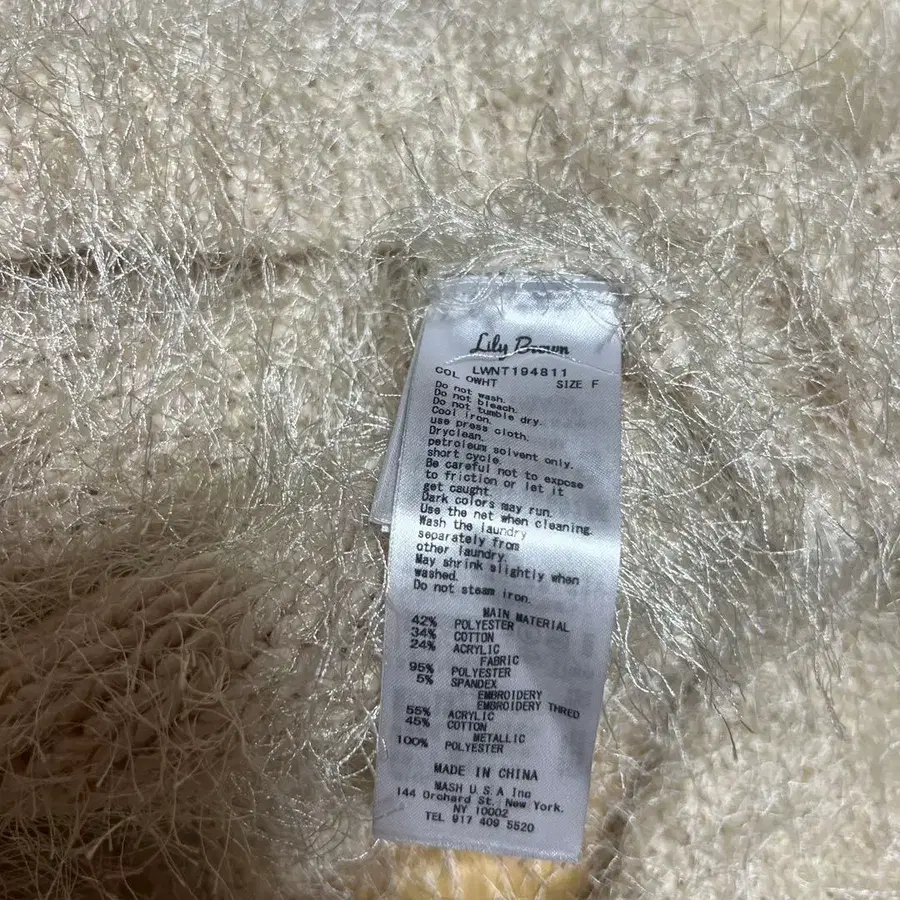 Lily Brown
LWNT194811
COL OWHT SIZE F
Do not wash.
Do not bleach.
Do not tumble dry.
Cool iron.
use press cloth.
Dryclean.
petroleum solvent only.
short cycle.
Be careful not to expose
to friction or let it
get caught.
Dark colors may run.
Use the net when cleaning.
Wash the laundry
separately from
other laundry.
May shrink slightly when
washed.
Do not steam iron.
MAIN MATERIAL
42% POLYESTER
34% COTTON
24% ACRYLIC
FABRIC
95% POLYESTER
5% SPANDEX
EMBROIDERY
EMBROIDERY THRED
55% ACRYLIC
45% COTTON
METALLIC
100% POLYESTER
MADE IN CHINA
MASH U.S.A Inc
144 Orchard St. New York.
NY 10002
TEL 917 409 5520